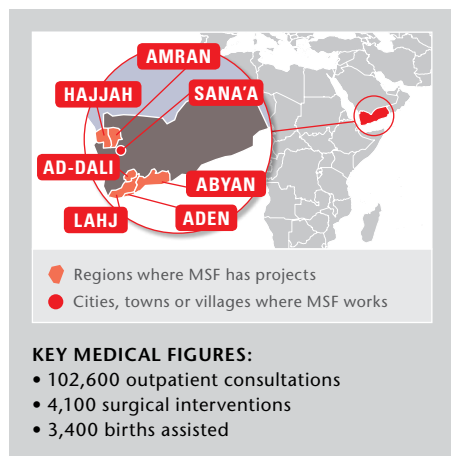 AMRAN
HAJJAH
SANA'A
AD-DALI
ABYAN
LAHJ
ADEN
Regions where MSF has projects
Cities, towns or villages where MSF works
KEY MEDICAL FIGURES:
• 102,600 outpatient consultations
• 4,100 surgical interventions
• 3,400 births assisted